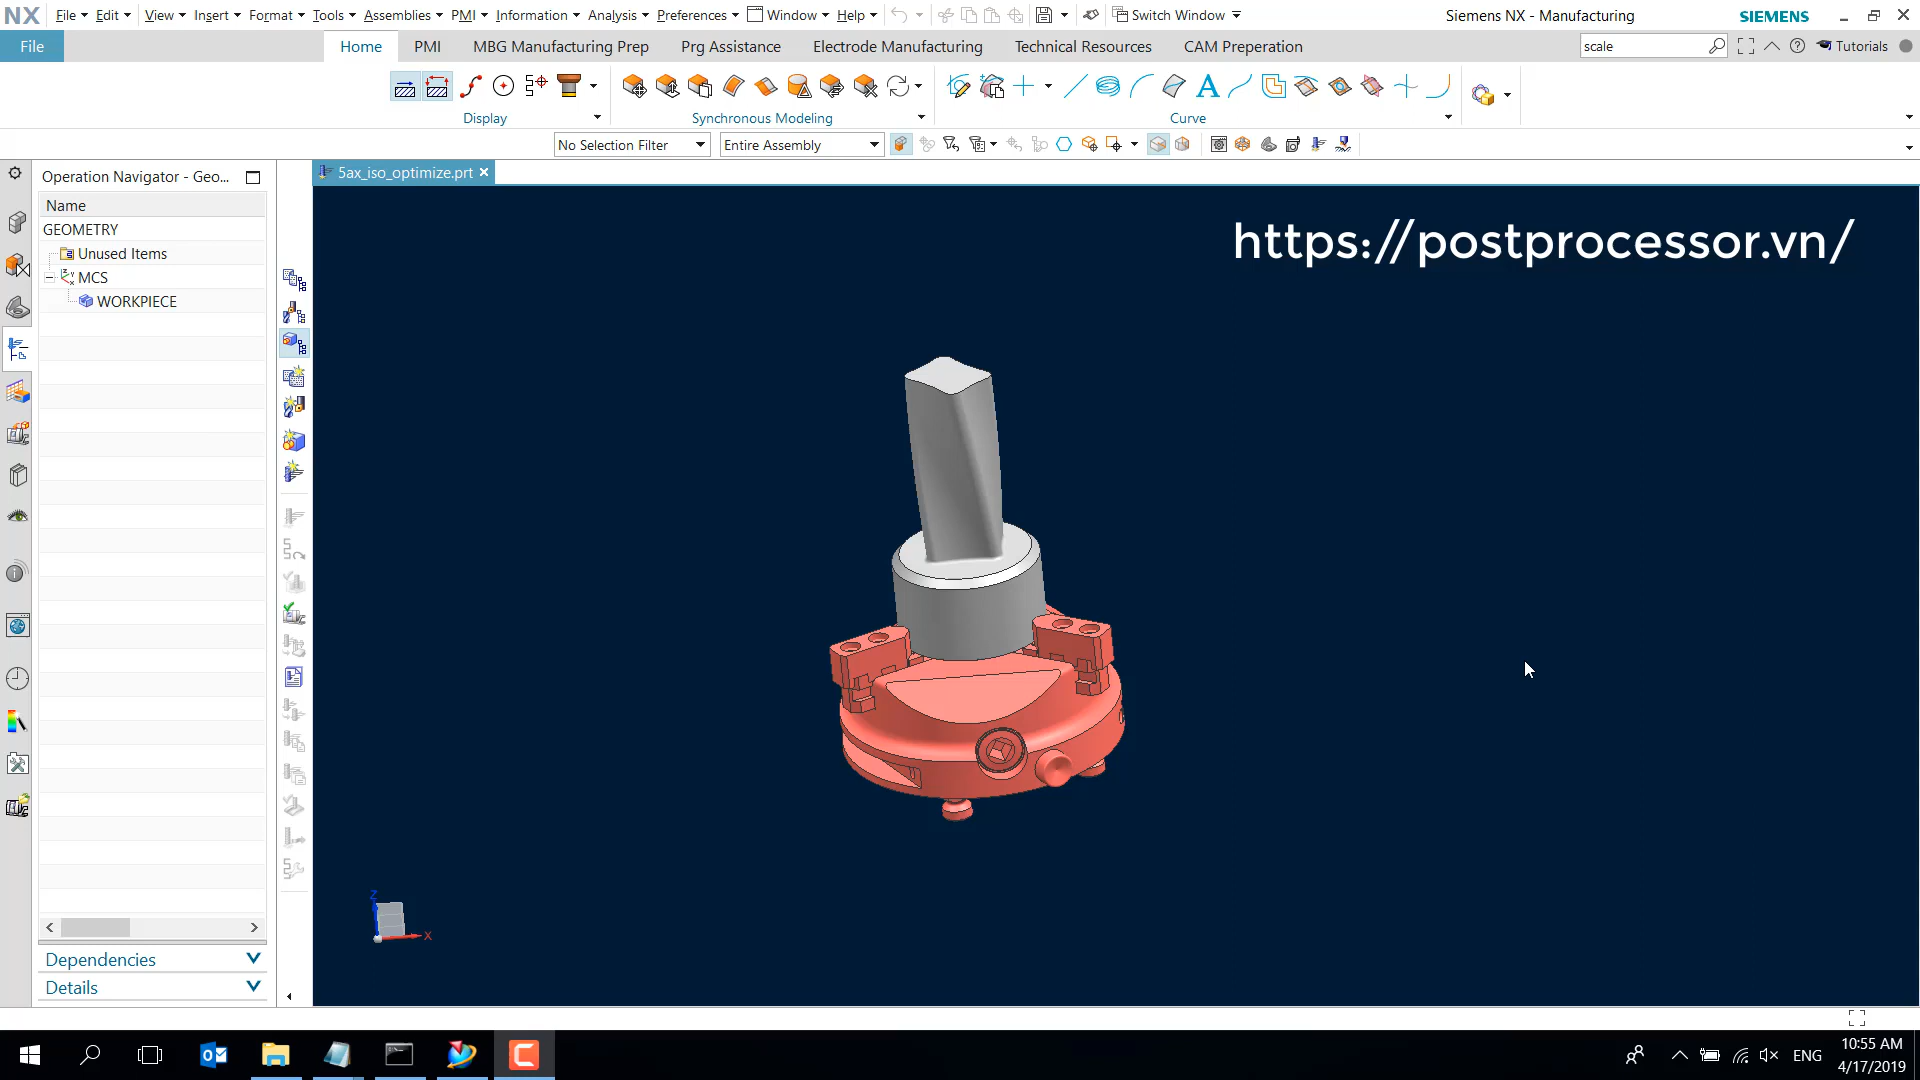 NX File Edit View Insert Format Tools Assemblies PMI Information Analysis Preferences Window Help Switch Window Siemens NX - Manufacturing SIEMENS
File Home PMI MBG Manufacturing Prep Prg Assistance Electrode Manufacturing Technical Resources CAM Preperation scale Tutorials
Display Synchronous Modeling Curve
No Selection Filter Entire Assembly
Operation Navigator - Geo... 5ax_iso_optimize.prt
Name
GEOMETRY
Unused Items
MCS
WORKPIECE
https://postprocessor.vn/
Z
X
Dependencies
Details
ENG
10:55 AM
4/17/2019